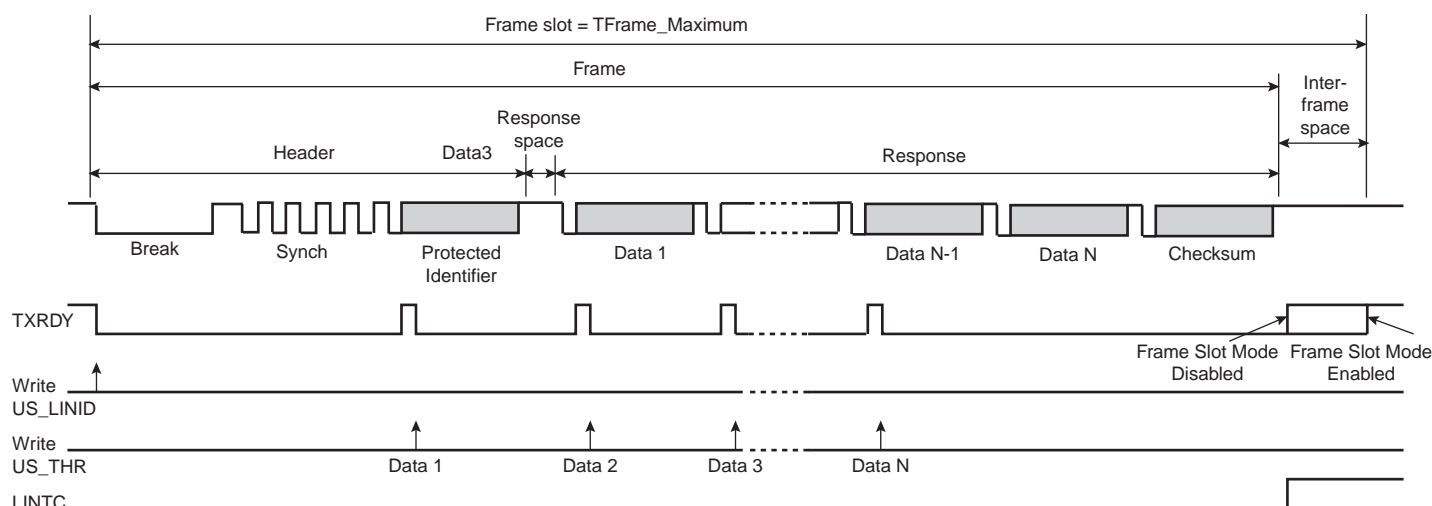 Frame slot = TFrame_Maximum
Frame
Inter-
frame
space
Response
space
Header
Data3
Response
Break
Synch
Protected
Identifier
Data 1
Data N-1
Data N
Checksum
TXRDY
Frame Slot Mode
Disabled
Frame Slot Mode
Enabled
Write
US_LINID
Write
US_THR
Data 1
Data 2
Data 3
Data N
LINTC